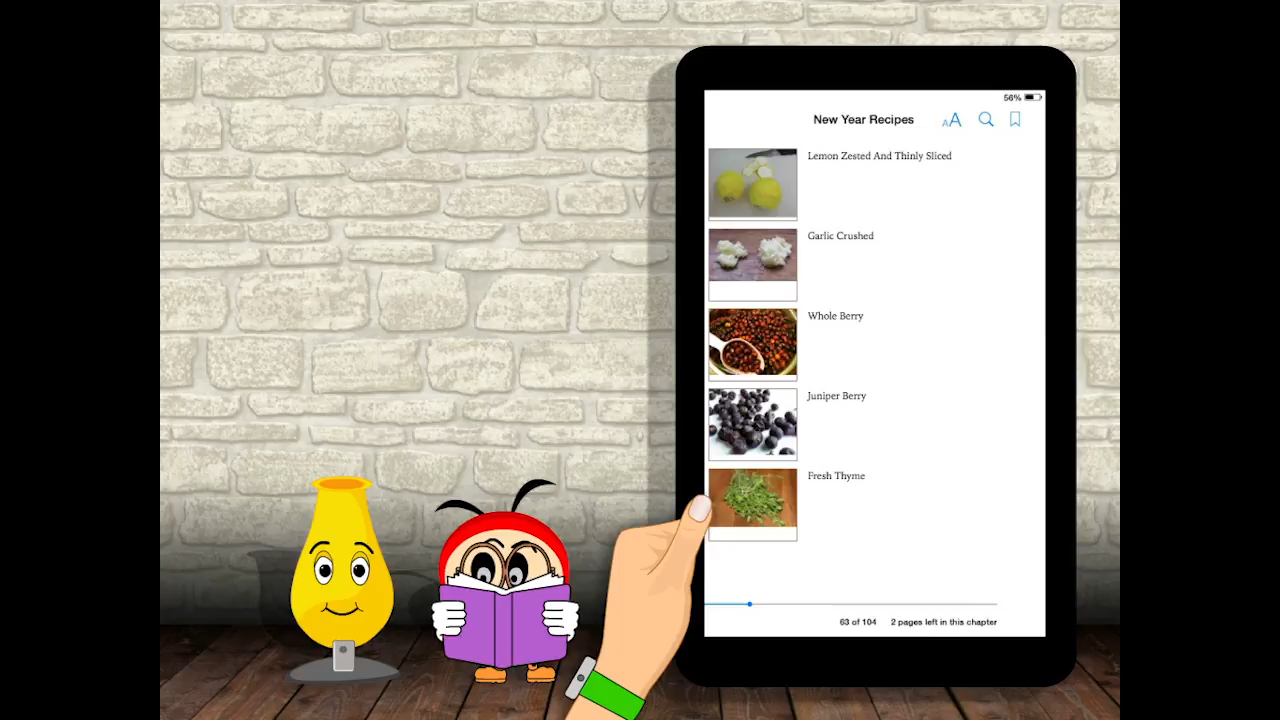 56%
New Year Recipes
AA
Lemon Zested And Thinly Sliced
Garlic Crushed
Whole Berry
Juniper Berry
Fresh Thyme
63 of 104 2 pages left in this chapter